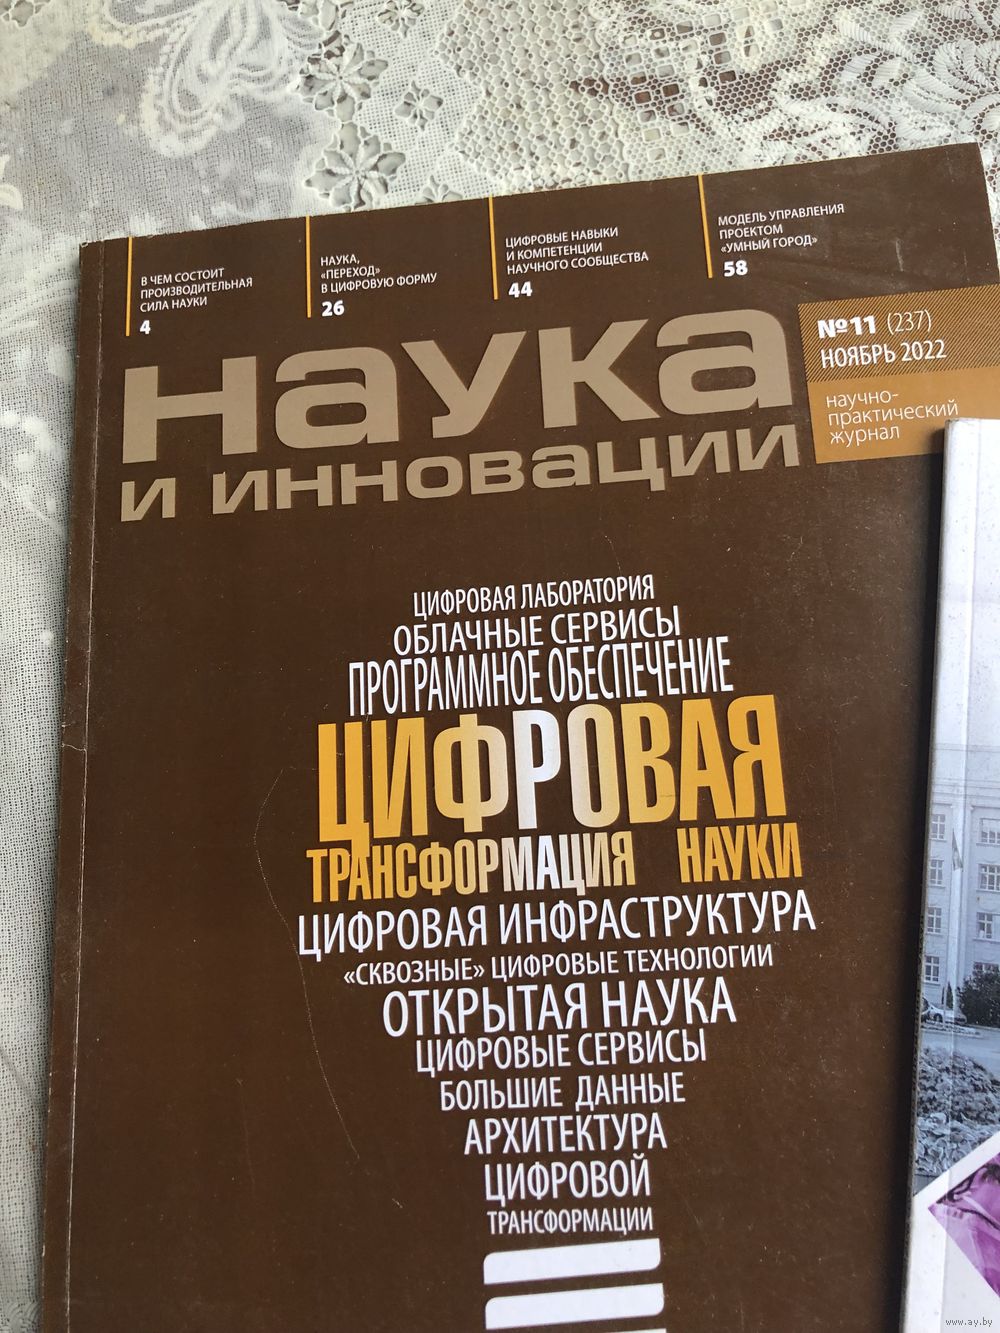 В ЧЕМ СОСТОИТ
ПРОИЗВОДИТЕЛЬНАЯ
СИЛА НАУКИ
4
НАУКА,
«ПЕРЕХОД»
В ЦИФРОВУЮ ФОРМУ
26
ЦИФРОВЫЕ НАВЫКИ
И КОМПЕТЕНЦИИ
НАУЧНОГО СООБЩЕСТВА
44
МОДЕЛЬ УПРАВЛЕНИЯ
ПРОЕКТОМ
«УМНЫЙ ГОРОД»
58
наука
и инновации
№11 (237)
НОЯБРЬ 2022
научно-
практический
журнал
ЦИФРОВАЯ ЛАБОРАТОРИЯ
ОБЛАЧНЫЕ СЕРВИСЫ
ПРОГРАММНОЕ ОБЕСПЕЧЕНИЕ
ЦИФРОВАЯ
ТРАНСФОРМАЦИЯ НАУКИ
ЦИФРОВАЯ ИНФРАСТРУКТУРА
«СКВОЗНЫЕ» ЦИФРОВЫЕ ТЕХНОЛОГИИ
ОТКРЫТАЯ НАУКА
ЦИФРОВЫЕ СЕРВИСЫ
БОЛЬШИЕ ДАННЫЕ
АРХИТЕКТУРА
ЦИФРОВОЙ
ТРАНСФОРМАЦИИ
www.ay.by